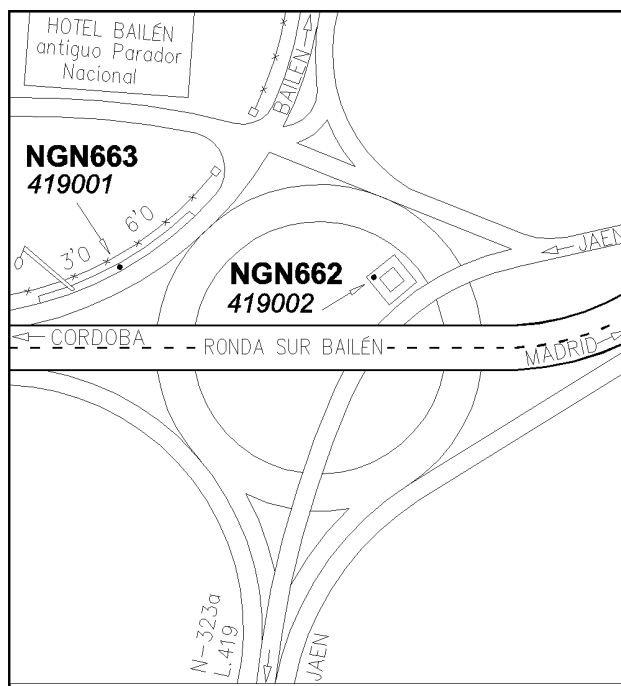 HOTEL BAILÉN
antiguo Parador
Nacional
BAILEN
NGN663
419001
3'0
6'0
JAEN
NGN662
419002
CORDOBA
RONDA SUR BAILÉN
MADRID
N-323a
L.419
JAEN